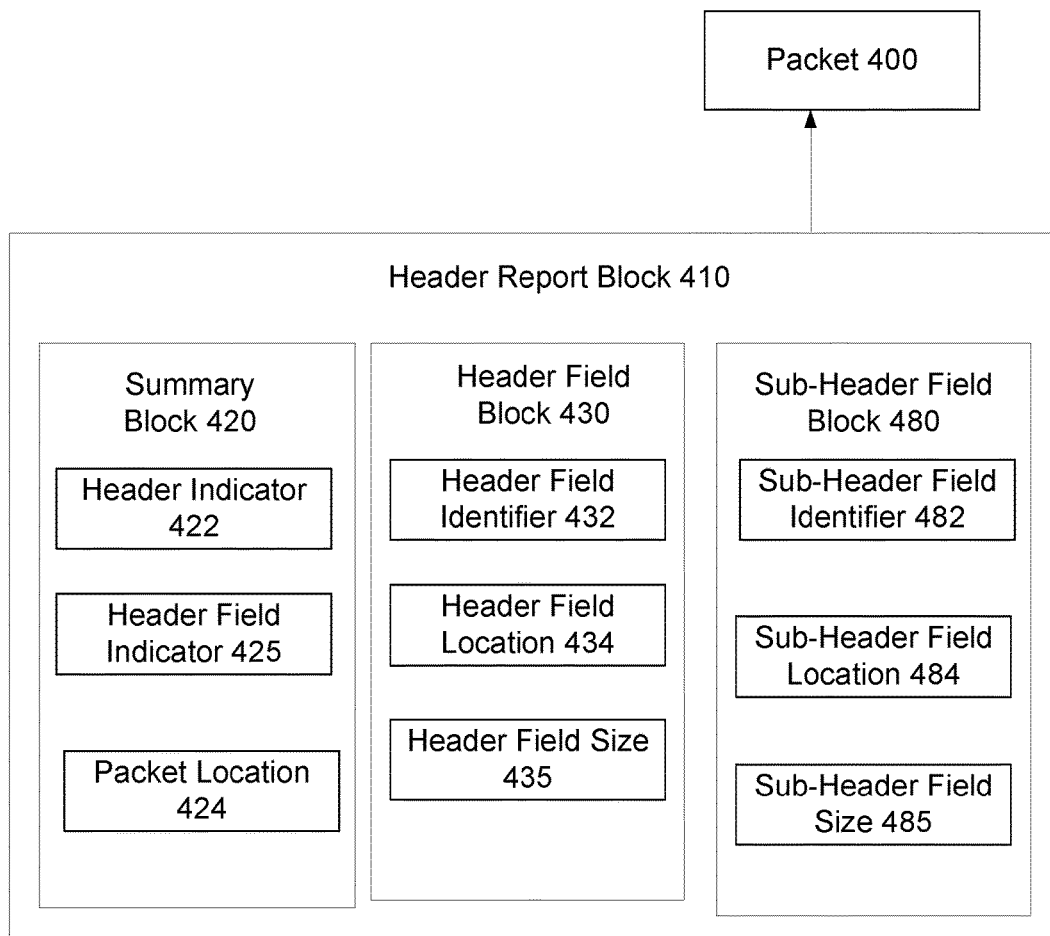 Packet 400
Header Report Block 410
Summary
Block 420
Header Indicator
422
Header Field
Indicator 425
Packet Location
424
Header Field
Block 430
Header Field
Identifier 432
Header Field
Location 434
Header Field Size
435
Sub-Header Field
Block 480
Sub-Header Field
Identifier 482
Sub-Header Field
Location 484
Sub-Header Field
Size 485